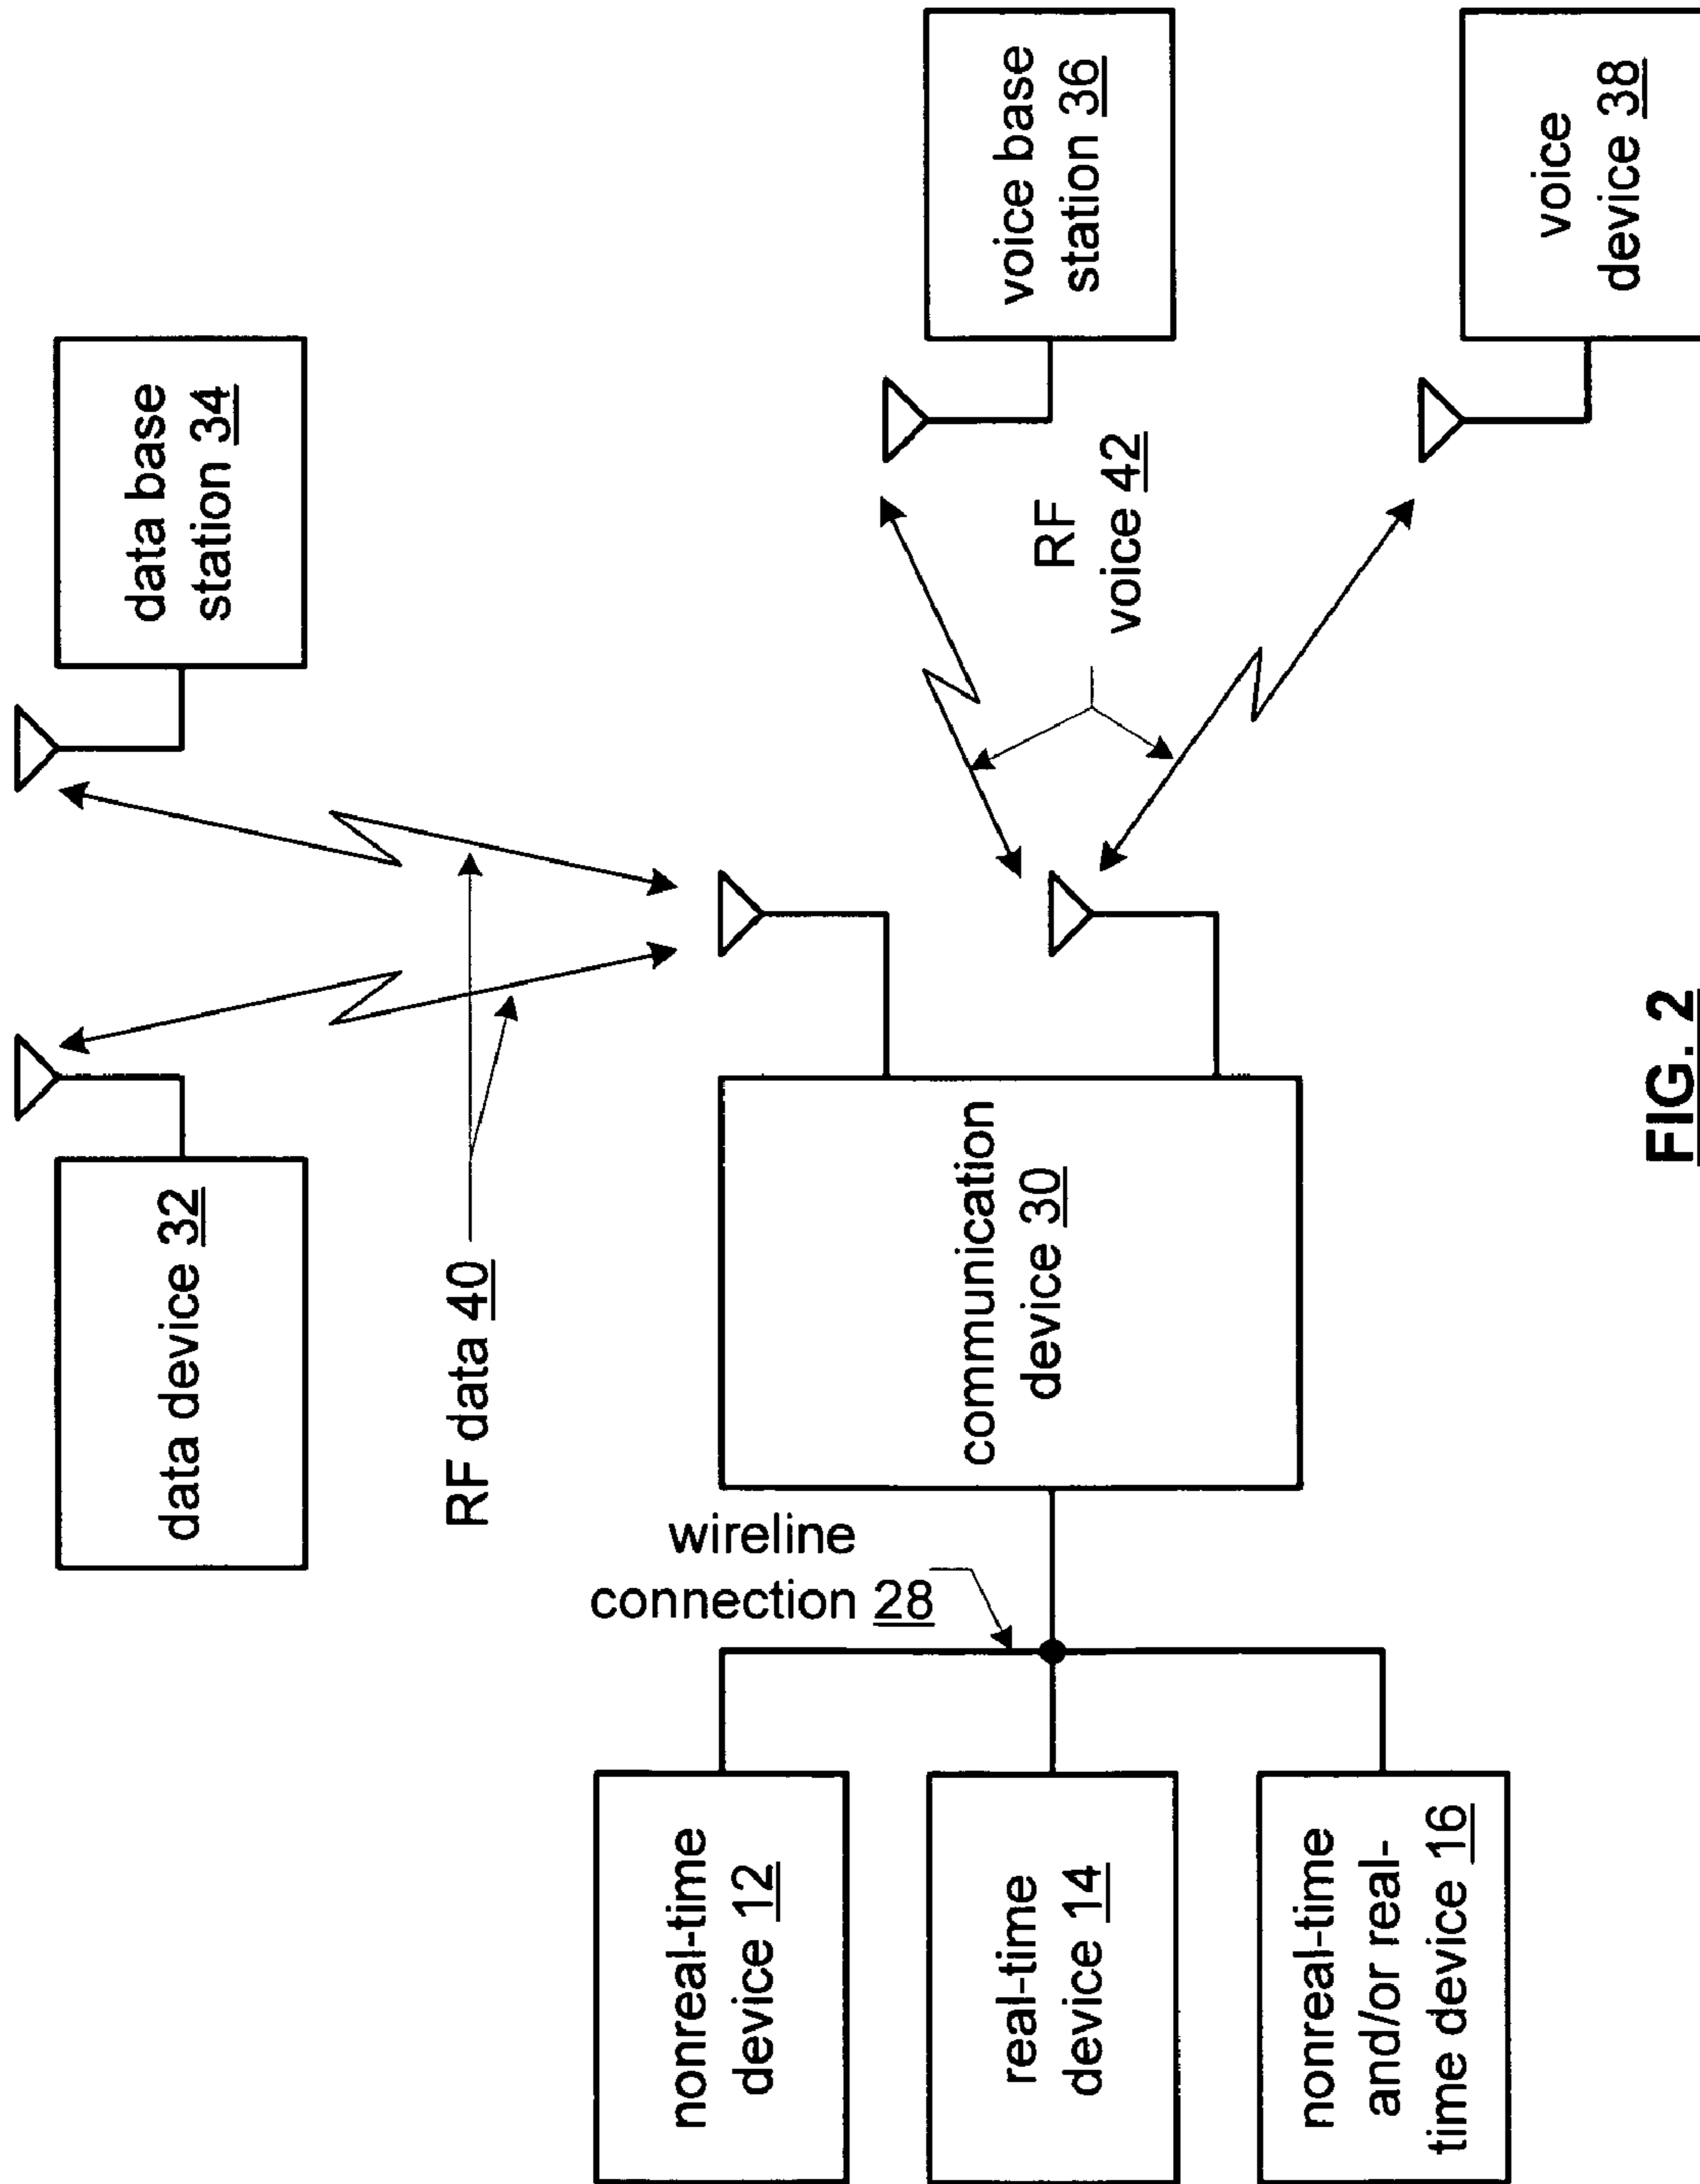 data device 32
data base
station 34
RF data 40
wireline
connection 28
nonreal-time
device 12
real-time
device 14
nonreal-time
and/or real-
time device 16
communication
device 30
RF
voice 42
voice base
station 36
voice
device 38
FIG. 2